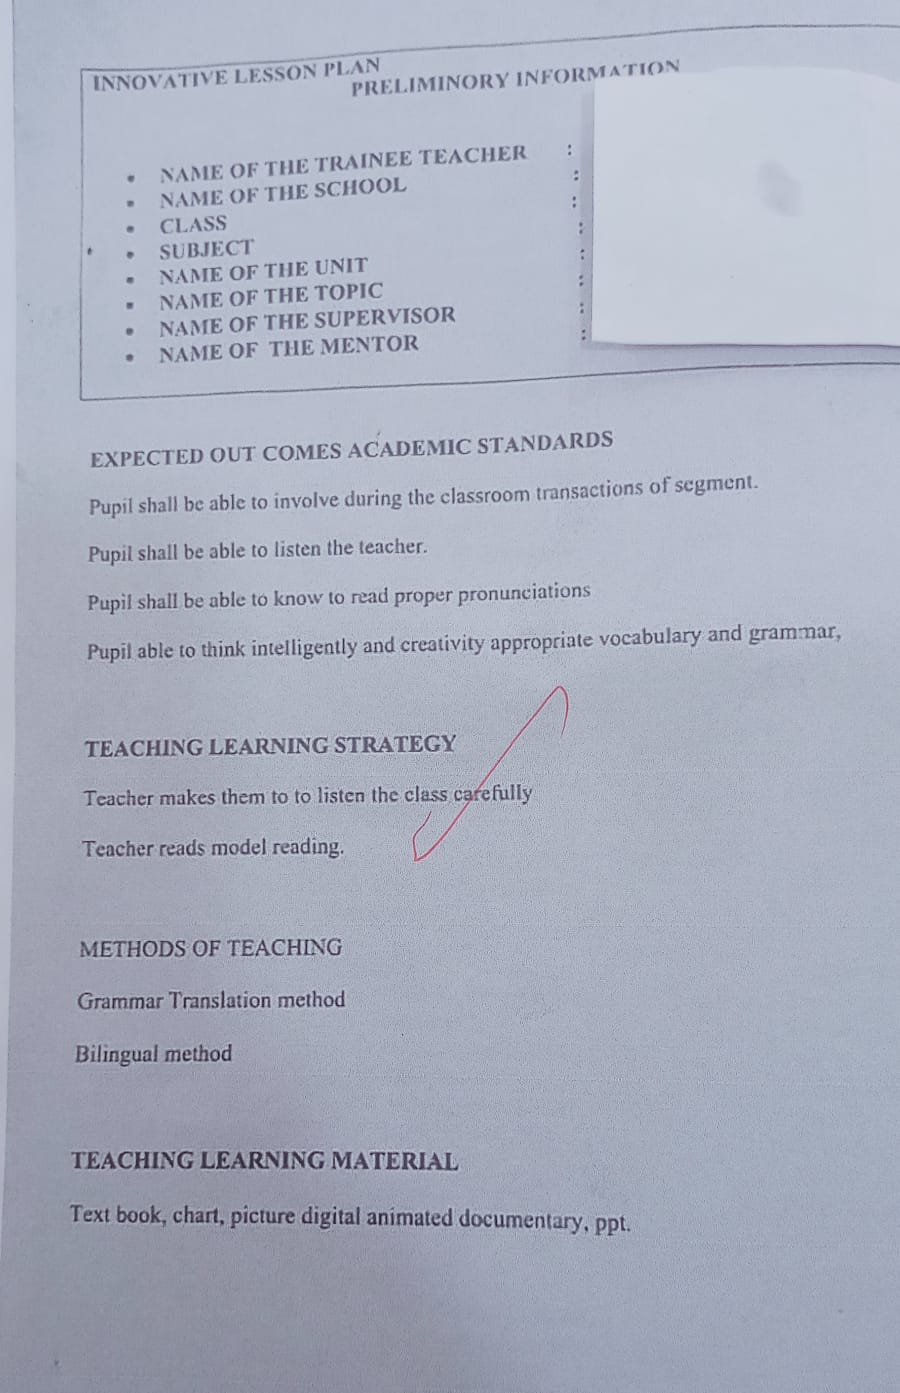 INNOVATIVE LESSON PLAN
PRELIMINORY INFORMATION
• NAME OF THE TRAINEE TEACHER :
• NAME OF THE SCHOOL :
• CLASS :
• SUBJECT :
• NAME OF THE UNIT :
• NAME OF THE TOPIC :
• NAME OF THE SUPERVISOR :
• NAME OF THE MENTOR :
EXPECTED OUT COMES ACADEMIC STANDARDS
Pupil shall be able to involve during the classroom transactions of segment.
Pupil shall be able to listen the teacher.
Pupil shall be able to know to read proper pronunciations
Pupil able to think intelligently and creativity appropriate vocabulary and grammar,
TEACHING LEARNING STRATEGY
Teacher makes them to to listen the class carefully
Teacher reads model reading.
METHODS OF TEACHING
Grammar Translation method
Bilingual method
TEACHING LEARNING MATERIAL
Text book, chart, picture digital animated documentary, ppt.